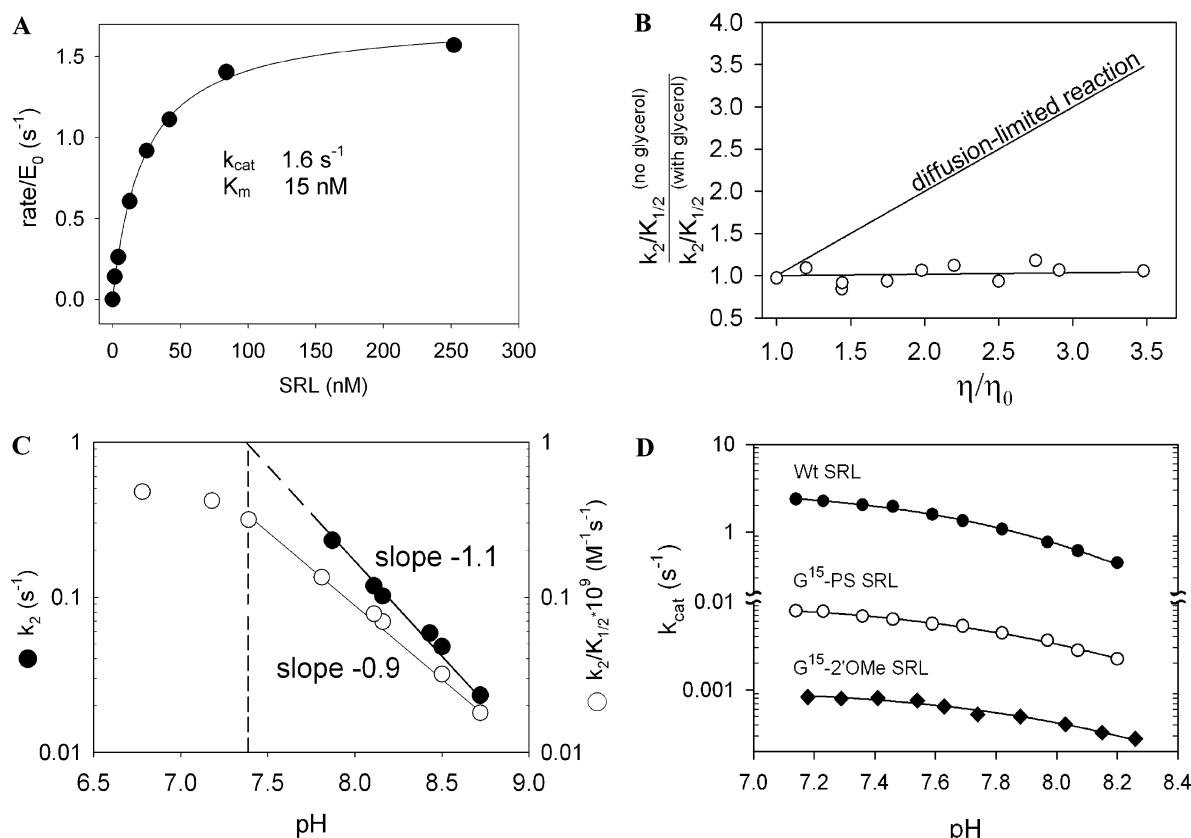 A
rate/E0 (s-1)
1.5
1.0
0.5
0.0
kcat 1.6 s-1
Km 15 nM
0 50 100 150 200 250 300
SRL (nM)
B
k2/K1/2 (no glycerol)
k2/K1/2 (with glycerol)
4.0
3.5
3.0
2.5
2.0
1.5
1.0
0.5
diffusion-limited reaction
1.0 1.5 2.0 2.5 3.0 3.5
η/η0
C
k2 (s-1)
1
0.1
0.01
slope -1.1
slope -0.9
1
0.1
0.01
k2/K1/2*10^9 (M-1s-1)
6.5 7.0 7.5 8.0 8.5 9.0
pH
D
kcat (s-1)
10
1
0.01
0.001
Wt SRL
G15-PS SRL
G15-2'OMe SRL
7.0 7.2 7.4 7.6 7.8 8.0 8.2 8.4
pH